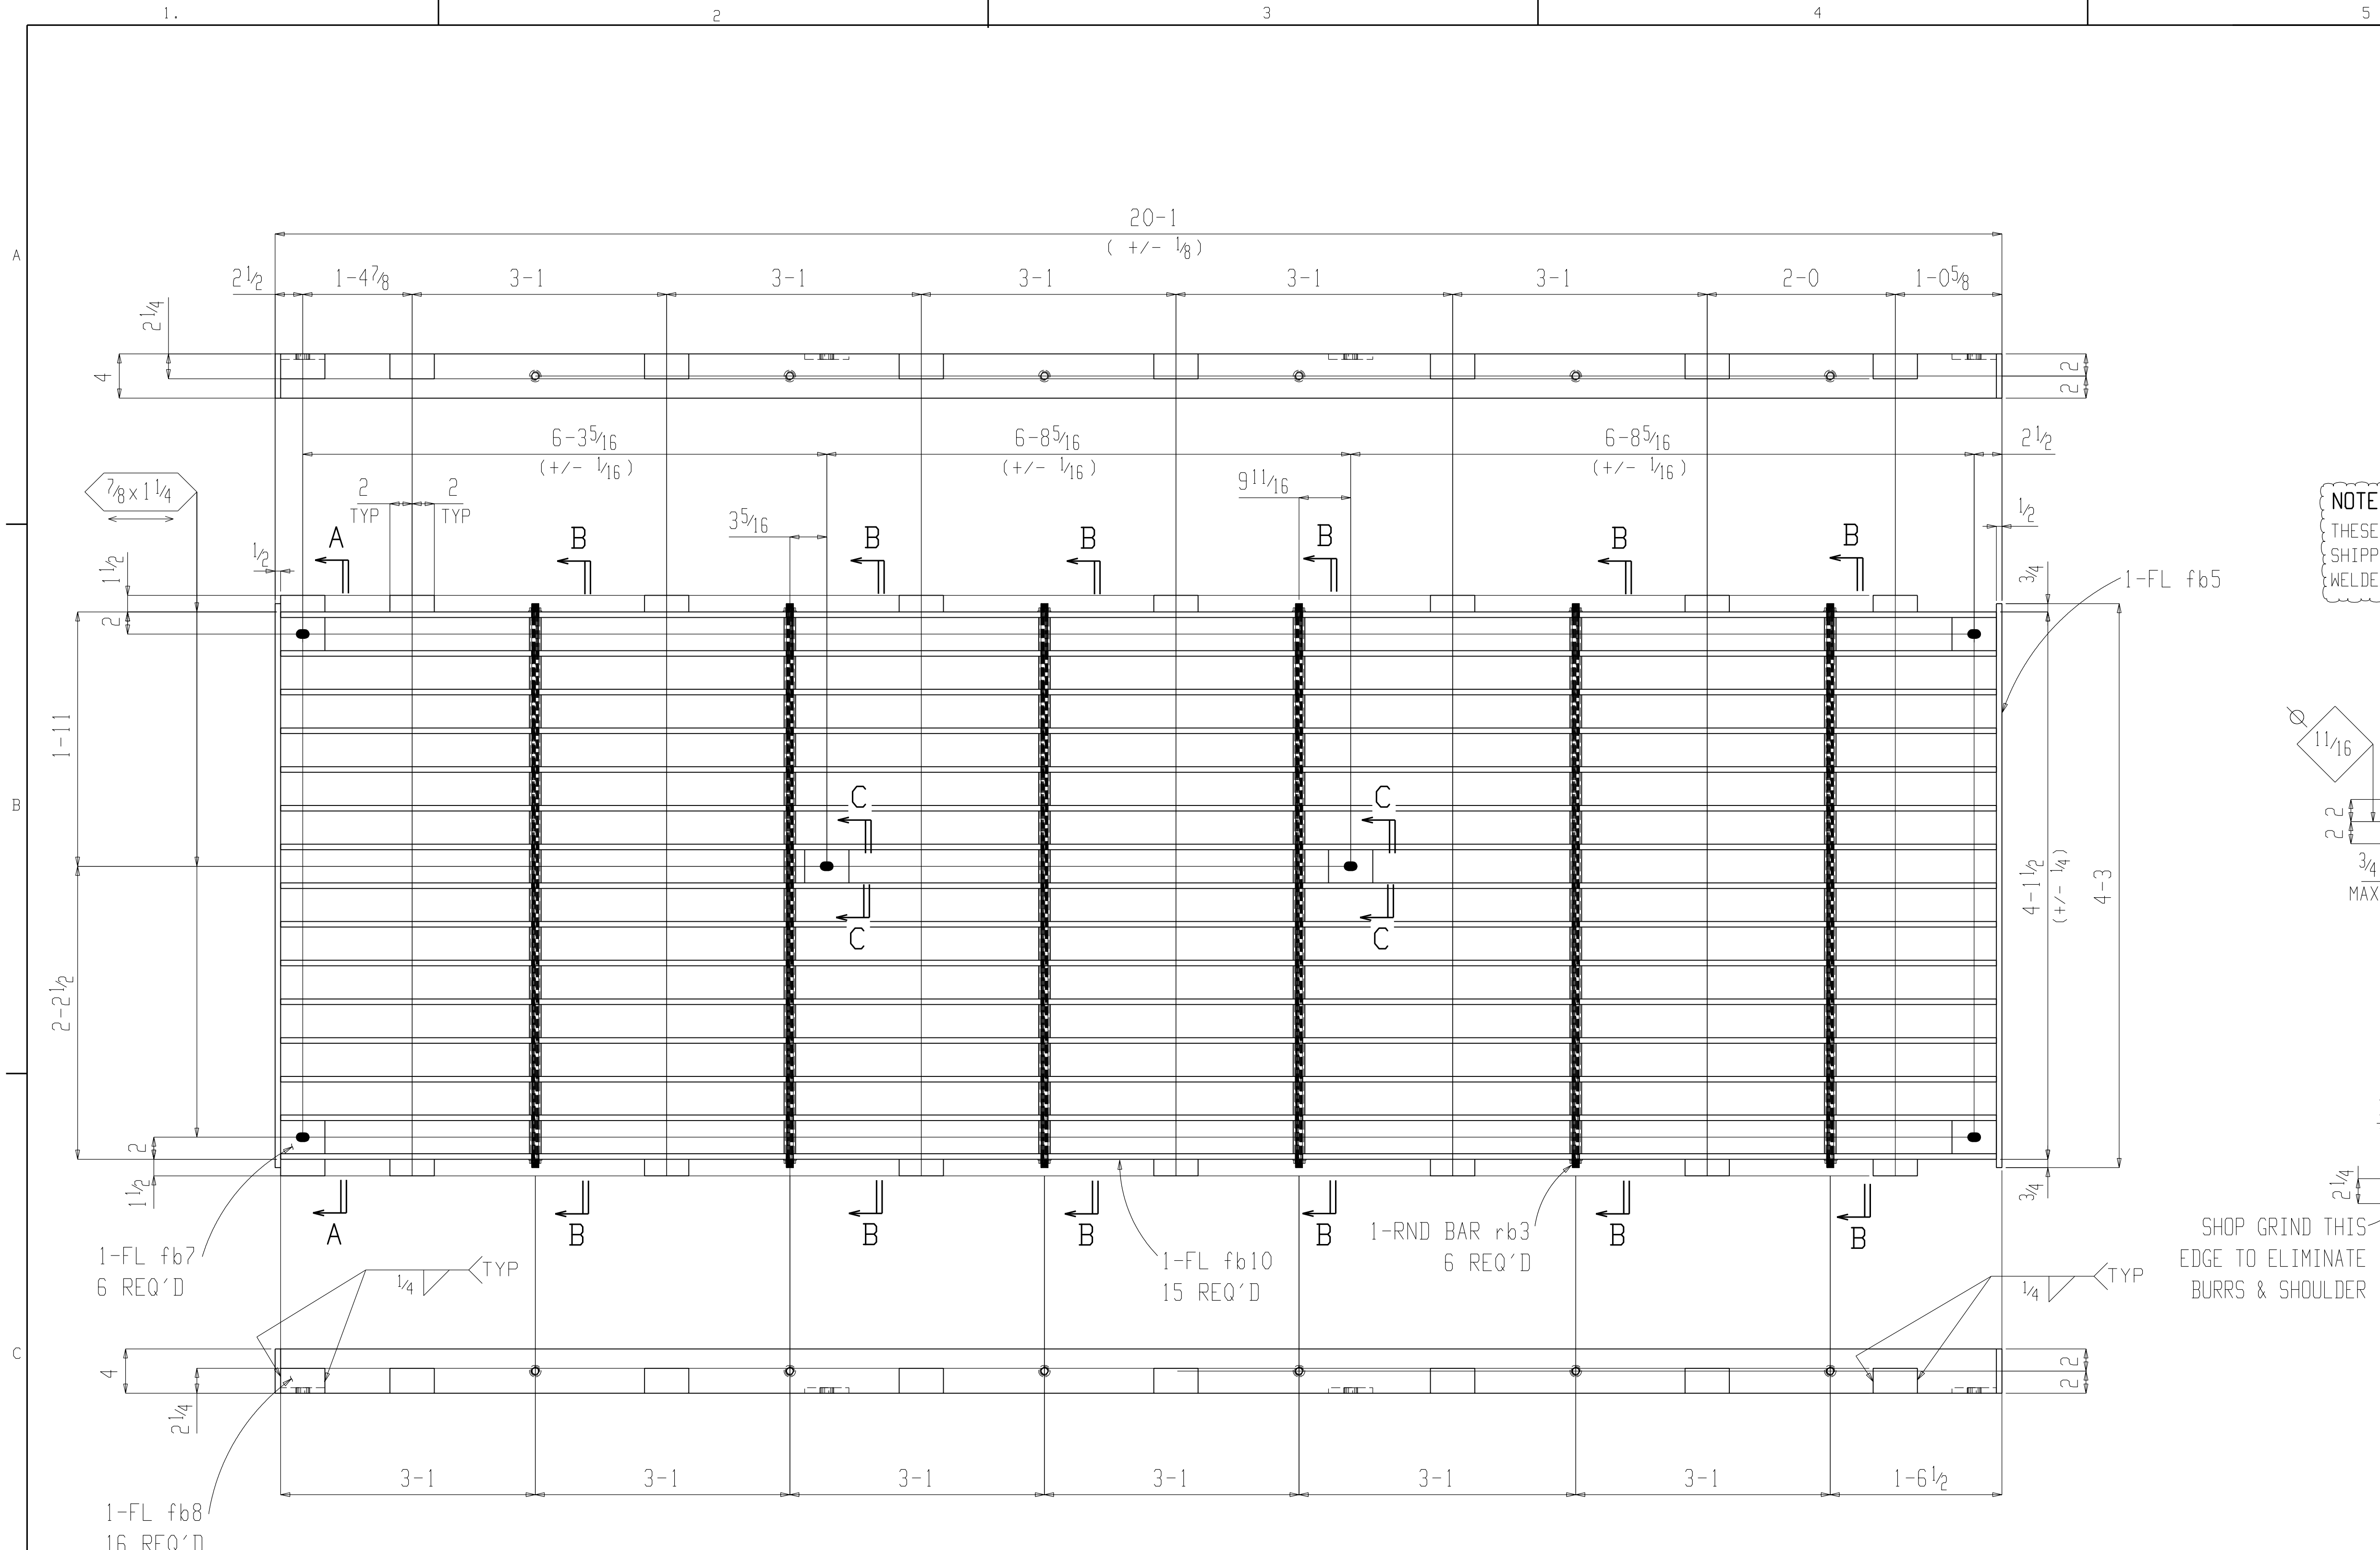 1.
2
3
4
5
A
B
C
20-1
( +/- 1/8)
2 1/2
1-4 7/8
3-1
3-1
3-1
3-1
3-1
2-0
1-0 5/8
2 1/4
4
2
2
6-3 5/16
(+/- 1/16)
6-8 5/16
(+/- 1/16)
6-8 5/16
(+/- 1/16)
2 1/2
7/8 x 1 1/4
2
TYP
2
TYP
3 5/16
9 11/16
1/2
A
B
B
B
B
B
B
1/2
1 1/2
2
3/4
1-FL fb5
NOTE
THESE
SHIPP
WELDE
1-11
C
C
C
C
Ø
11/16
2
2
3/4
MAX
4-1 1/2
(+/- 1/4)
4-3
2-2 1/2
2
1 1/2
3/4
2 1/4
A
B
B
B
B
B
B
1-FL fb7
6 REQ'D
1/4
TYP
1-FL fb10
15 REQ'D
1-RND BAR rb3
6 REQ'D
SHOP GRIND THIS
EDGE TO ELIMINATE
BURRS & SHOULDER
1/4
TYP
4
2 1/4
2
2
3-1
3-1
3-1
3-1
3-1
3-1
1-6 1/2
1-FL fb8
16 REQ'D